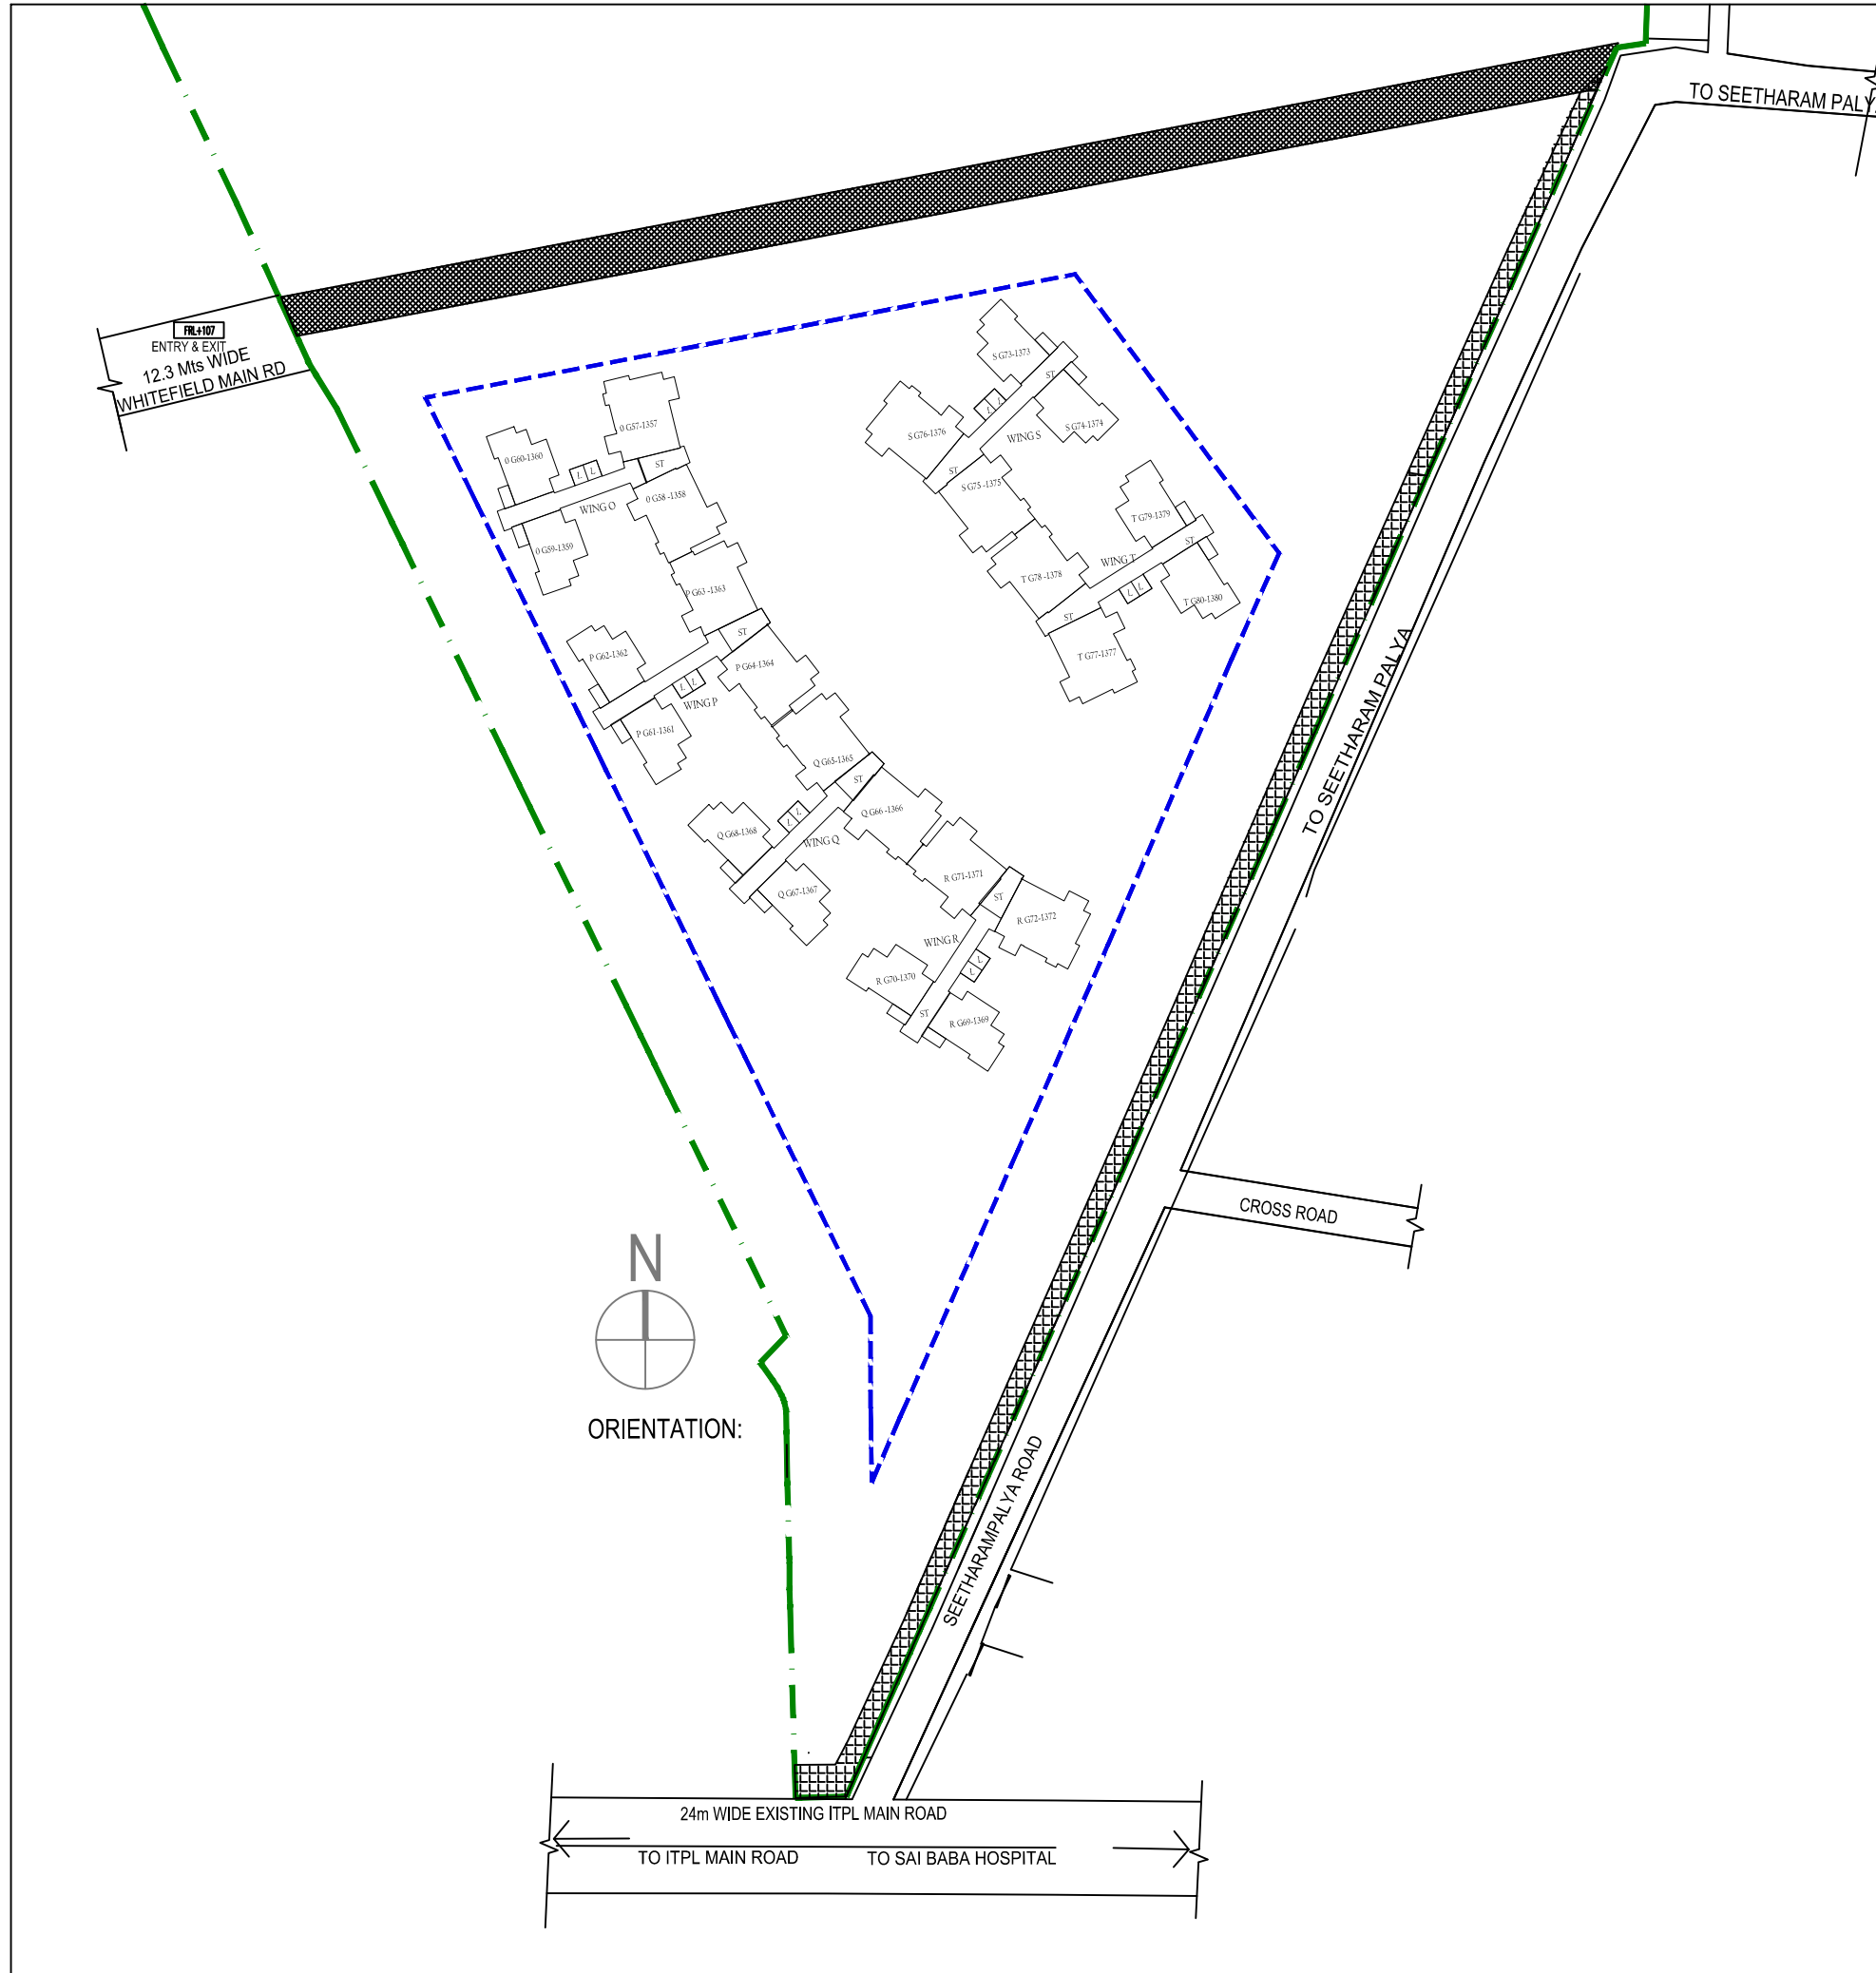 TO SEETHARAM PALY
FRL+107
ENTRY & EXIT
12.3 Mts WIDE
WHITEFIELD MAIN RD
S G73-1373
ST
L L
S G76-1376
S G74-1374
WING S
ST
S G75 -1375
0 G57-1357
0 G60-1360
ST
L L
0 G58 -1358
WING O
0 G59-1359
T G79-1379
ST
WING T
T G78 -1378
L L
T G80-1380
ST
T G77-1377
P G63 -1363
ST
P G62-1362
P G64-1364
L L
WING P
P G61-1361
Q G65-1365
ST
Q G66 -1366
L L
Q G68-1368
WING Q
Q G67-1367
R G71-1371
ST
R G72-1372
WING R
L
L
R G70-1370
ST
R G69-1369
TO SEETHARAM PALYA
CROSS ROAD
N
ORIENTATION:
SEETHARAMPALYA ROAD
24m WIDE EXISTING ITPL MAIN ROAD
TO ITPL MAIN ROAD
TO SAI BABA HOSPITAL